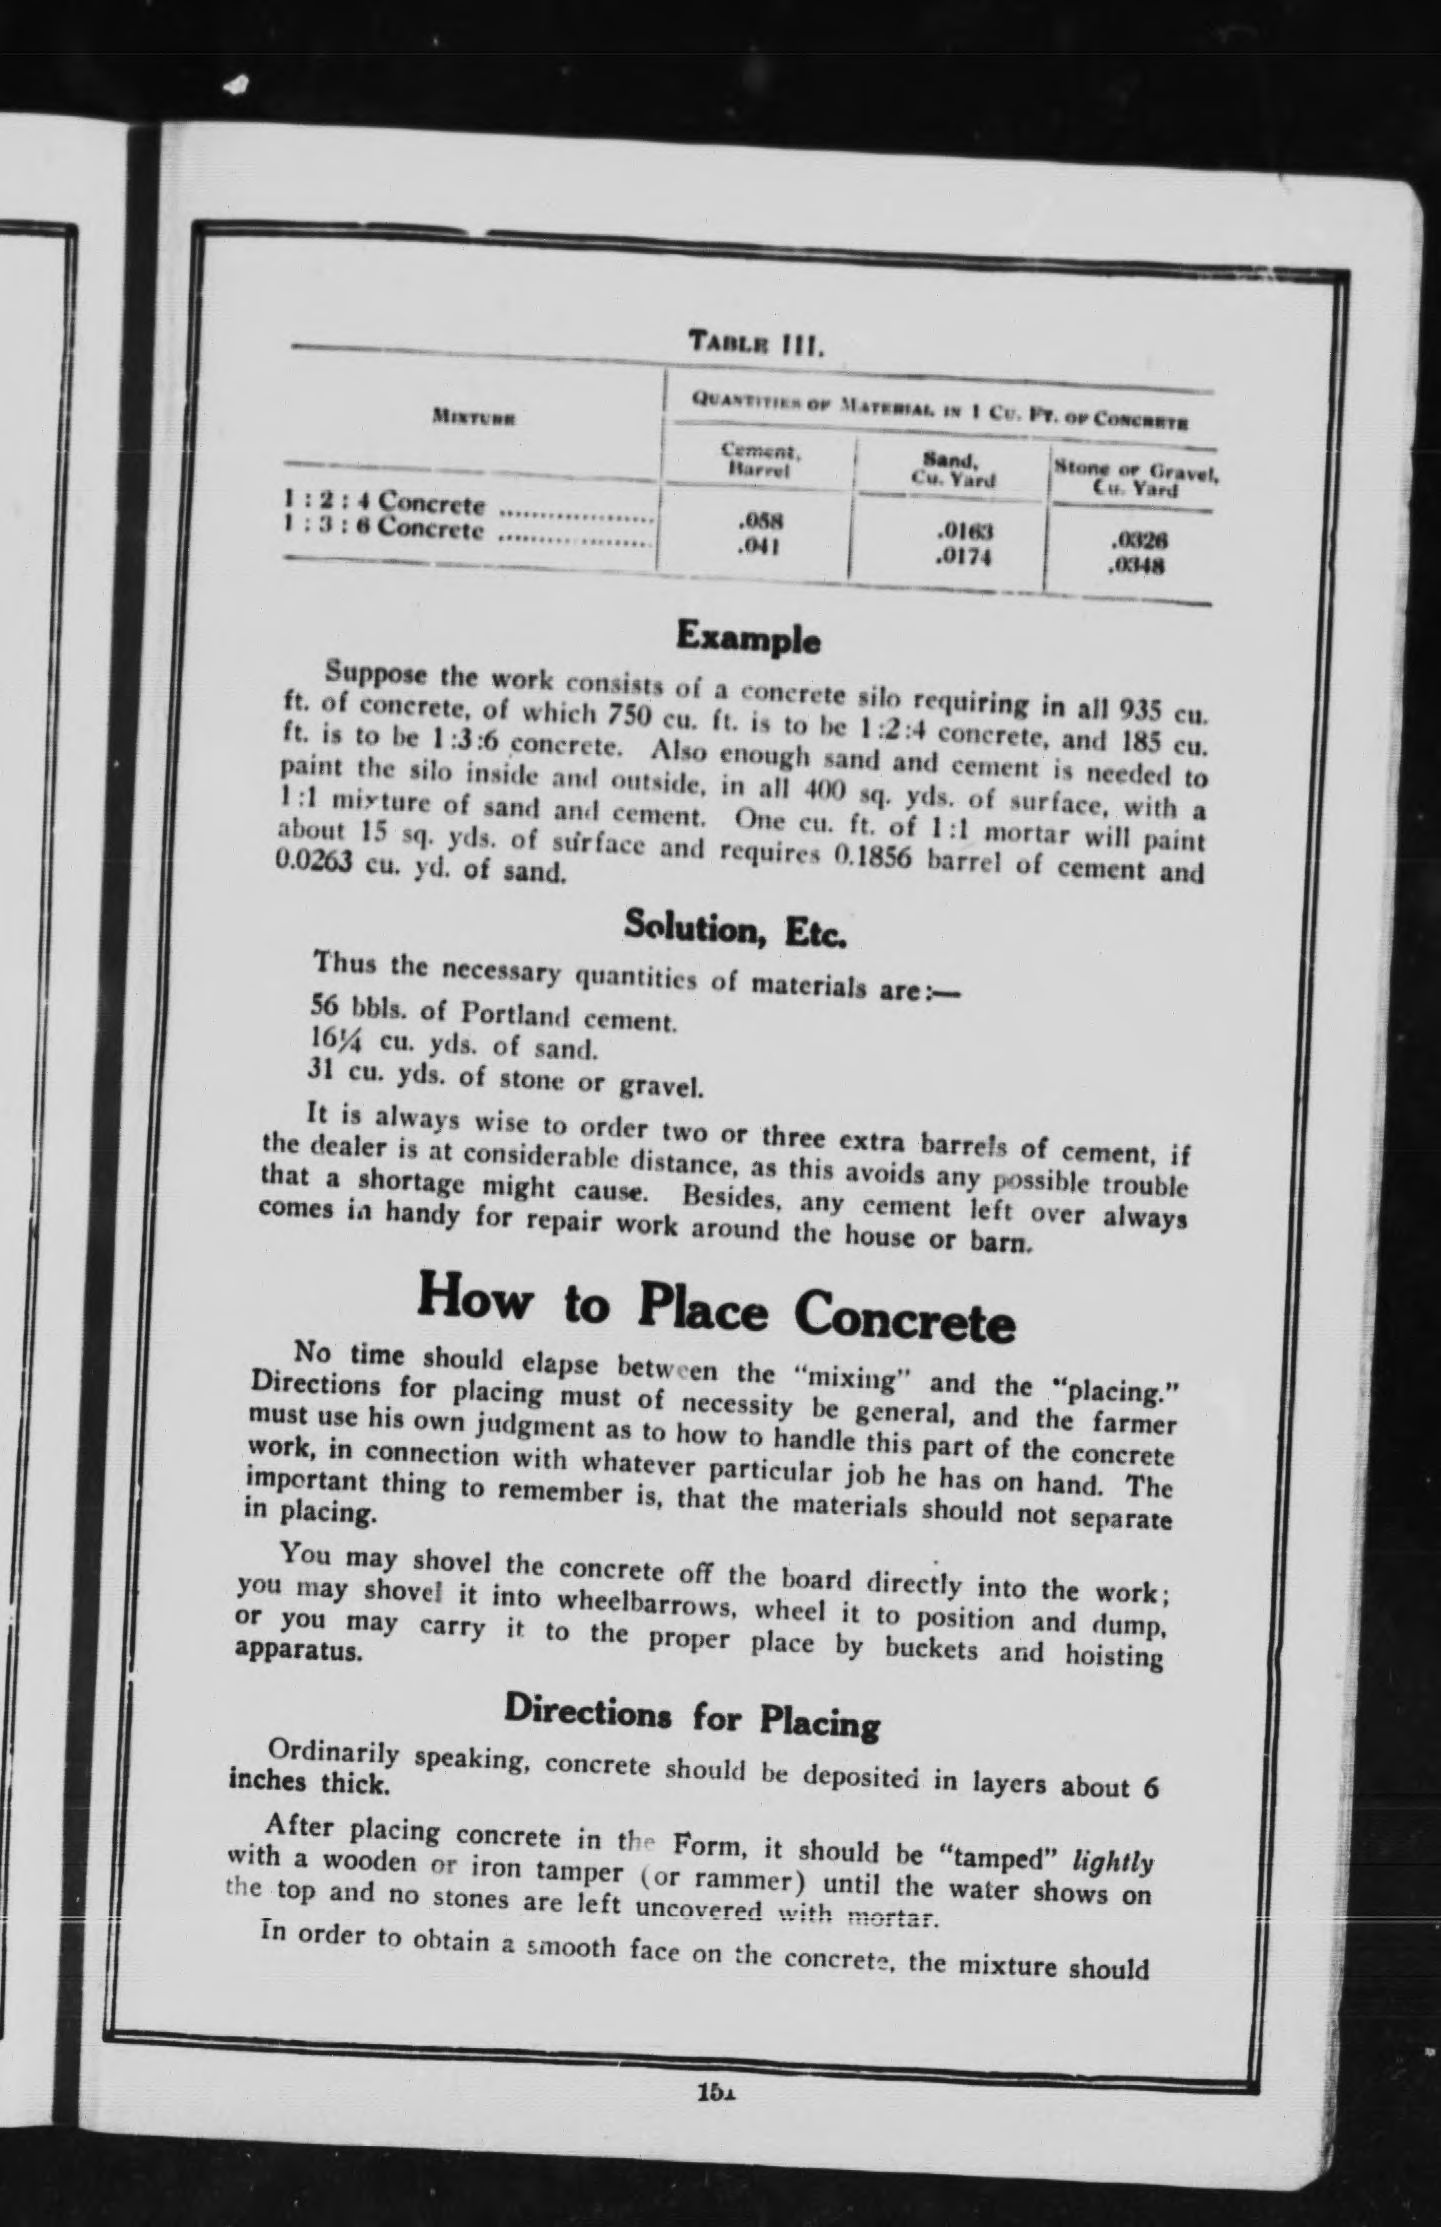 TABLE III.
MIXTURE
QUANTITIES OF MATERIAL IN 1 CU. FT. OF CONCRETE
Cement, Barrel
Sand, Cu. Yard
Stone or Gravel, Cu. Yard
1 : 2 : 4 Concrete .................... .058 .0163 .0326
1 : 3 : 6 Concrete .................... .041 .0174 .0348
Example
Suppose the work consists of a concrete silo requiring in all 935 cu.
ft. of concrete, of which 750 cu. ft. is to be 1:2:4 concrete, and 185 cu.
ft. is to be 1:3:6 concrete. Also enough sand and cement is needed to
paint the silo inside and outside, in all 400 sq. yds. of surface, with a
1:1 mixture of sand and cement. One cu. ft. of 1:1 mortar will paint
about 15 sq. yds. of surface and requires 0.1856 barrel of cement and
0.0263 cu. yd. of sand.
Solution, Etc.
Thus the necessary quantities of materials are:—
56 bbls. of Portland cement.
16¼ cu. yds. of sand.
31 cu. yds. of stone or gravel.
It is always wise to order two or three extra barrels of cement, if
the dealer is at considerable distance, as this avoids any possible trouble
that a shortage might cause. Besides, any cement left over always
comes in handy for repair work around the house or barn.
How to Place Concrete
No time should elapse between the "mixing" and the "placing."
Directions for placing must of necessity be general, and the farmer
must use his own judgment as to how to handle this part of the concrete
work, in connection with whatever particular job he has on hand. The
important thing to remember is, that the materials should not separate
in placing.
You may shovel the concrete off the board directly into the work;
you may shovel it into wheelbarrows, wheel it to position and dump,
or you may carry it to the proper place by buckets and hoisting
apparatus.
Directions for Placing
Ordinarily speaking, concrete should be deposited in layers about 6
inches thick.
After placing concrete in the Form, it should be "tamped" lightly
with a wooden or iron tamper (or rammer) until the water shows on
the top and no stones are left uncovered with mortar.
In order to obtain a smooth face on the concrete, the mixture should
15A